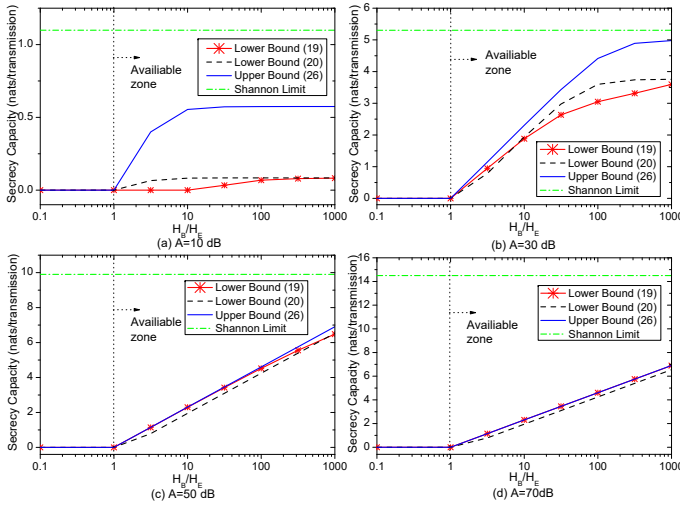 Secrecy Capacity (nats/transmission)
1.0
0.5
0.0
Availiable
zone
Lower Bound (19)
Lower Bound (20)
Upper Bound (26)
Shannon Limit
0.1 1 10 100 1000
H_B/H_E
(a) A=10 dB
Secrecy Capacity (nats/transmission)
6
5
4
3
2
1
0
Availiable
zone
Lower Bound (19)
Lower Bound (20)
Upper Bound (26)
Shannon Limit
0.1 1 10 100 1000
H_B/H_E
(b) A=30 dB
Secrecy Capacity (nats/transmission)
10
8
6
4
2
0
Availiable
zone
Lower Bound (19)
Lower Bound (20)
Upper Bound (26)
Shannon Limit
0.1 1 10 100 1000
H_B/H_E
(c) A=50 dB
Secrecy Capacity (nats/transmission)
16
14
12
10
8
6
4
2
0
Availiable
zone
Lower Bound (19)
Lower Bound (20)
Upper Bound (26)
Shannon Limit
0.1 1 10 100 1000
H_B/H_E
(d) A=70dB